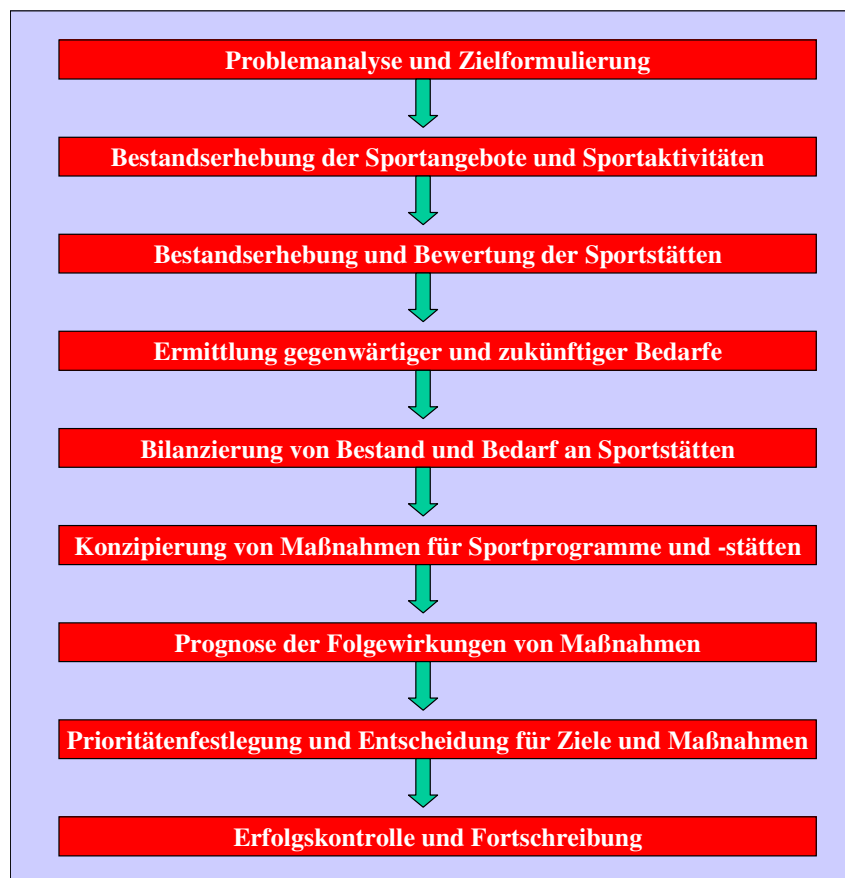 Problemanalyse und Zielformulierung
Bestandserhebung der Sportangebote und Sportaktivitäten
Bestandserhebung und Bewertung der Sportstätten
Ermittlung gegenwärtiger und zukünftiger Bedarfe
Bilanzierung von Bestand und Bedarf an Sportstätten
Konzipierung von Maßnahmen für Sportprogramme und -stätten
Prognose der Folgewirkungen von Maßnahmen
Prioritätenfestlegung und Entscheidung für Ziele und Maßnahmen
Erfolgskontrolle und Fortschreibung